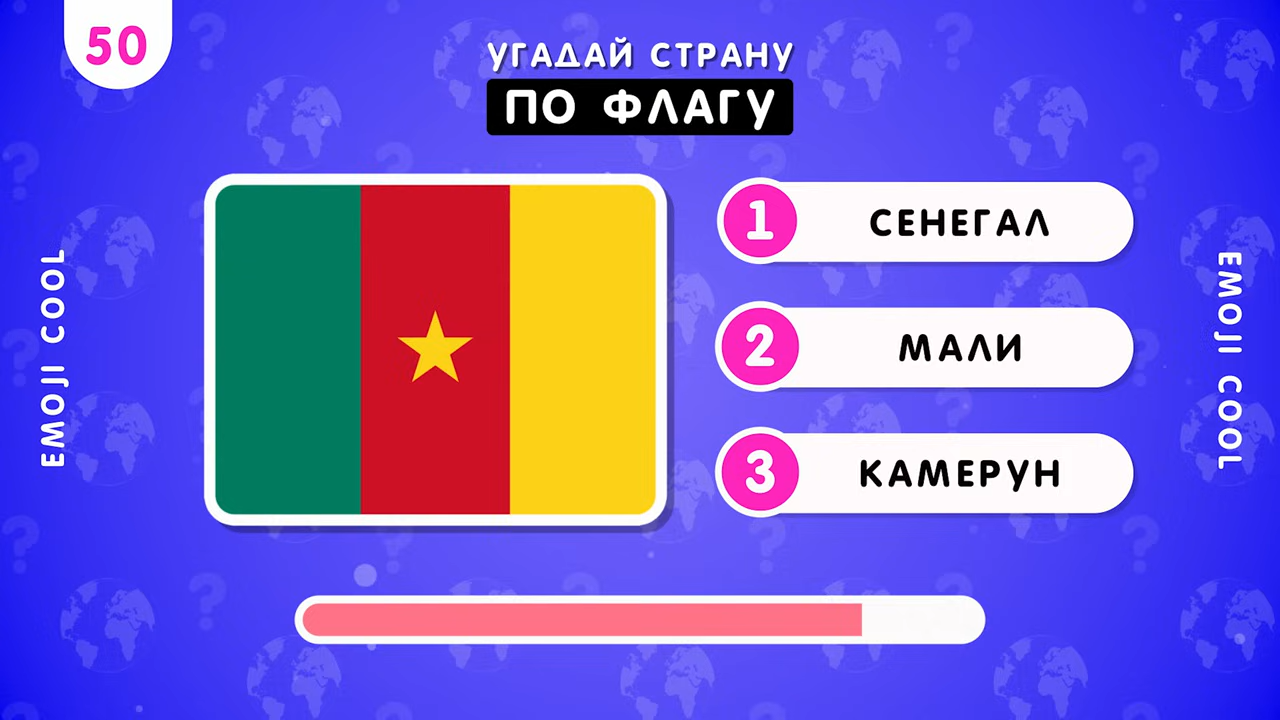 50
УГАДАЙ СТРАНУ
ПО ФЛАГУ
EMOJI COOL
1 СЕНЕГАЛ
2 МАЛИ
3 КАМЕРУН
EMOJI COOL